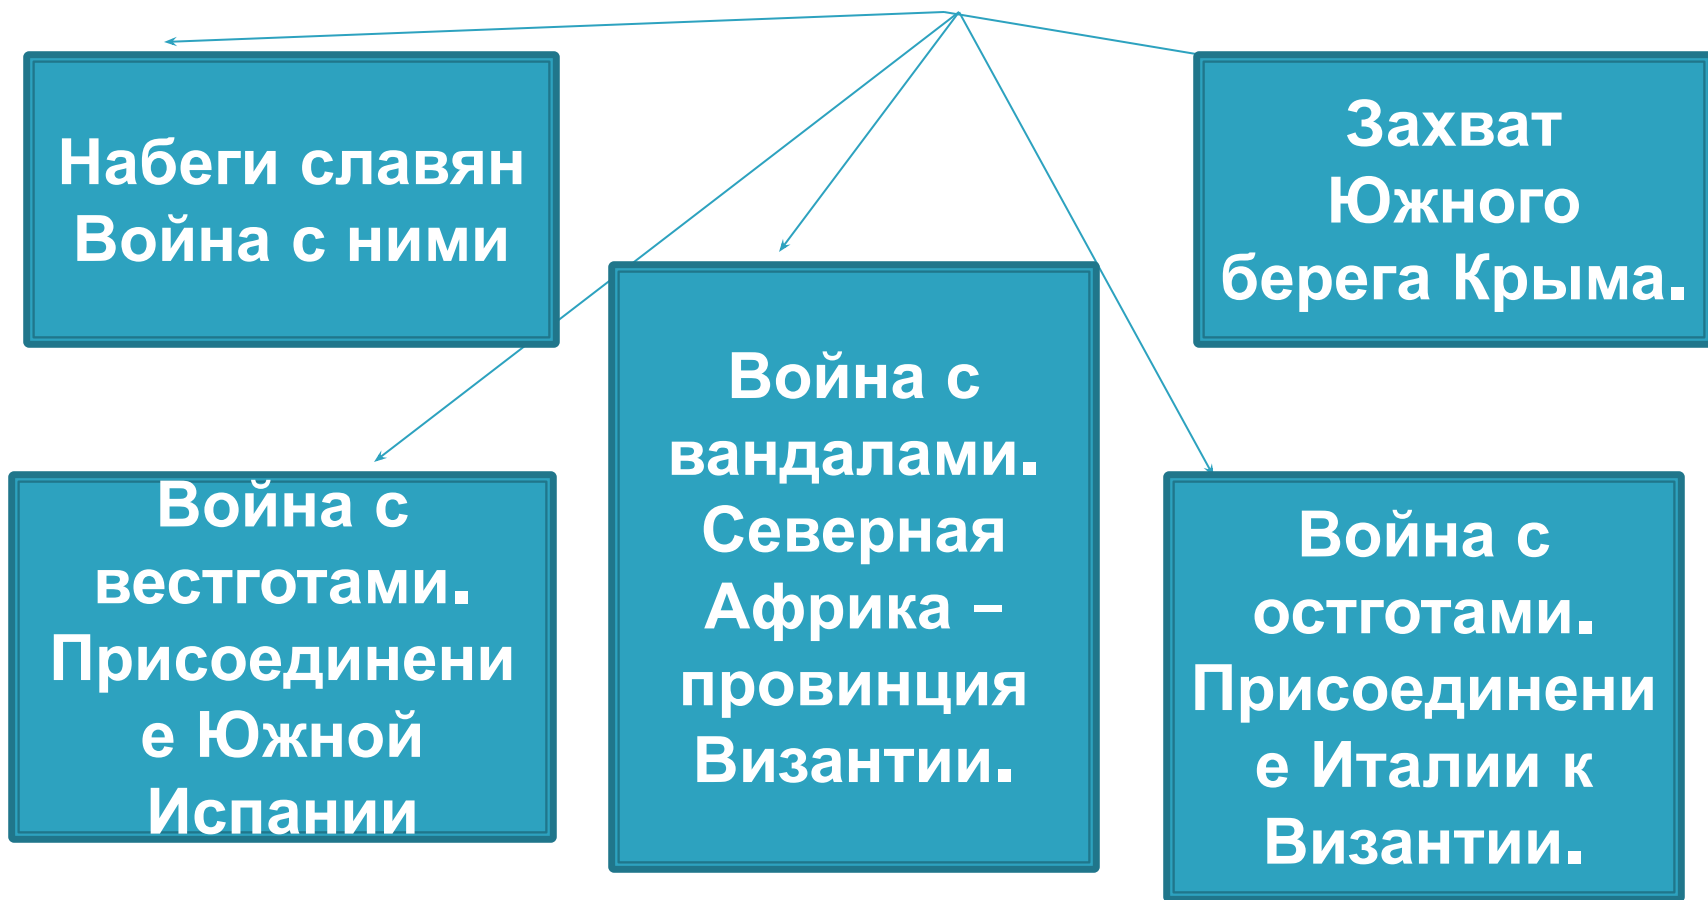 Набеги славян
Война с ними
Захват
Южного
берега Крыма.
Война с
вестготами.
Присоединени
е Южной
Испании
Война с
вандалами.
Северная
Африка –
провинция
Византии.
Война с
остготами.
Присоединени
е Италии к
Византии.